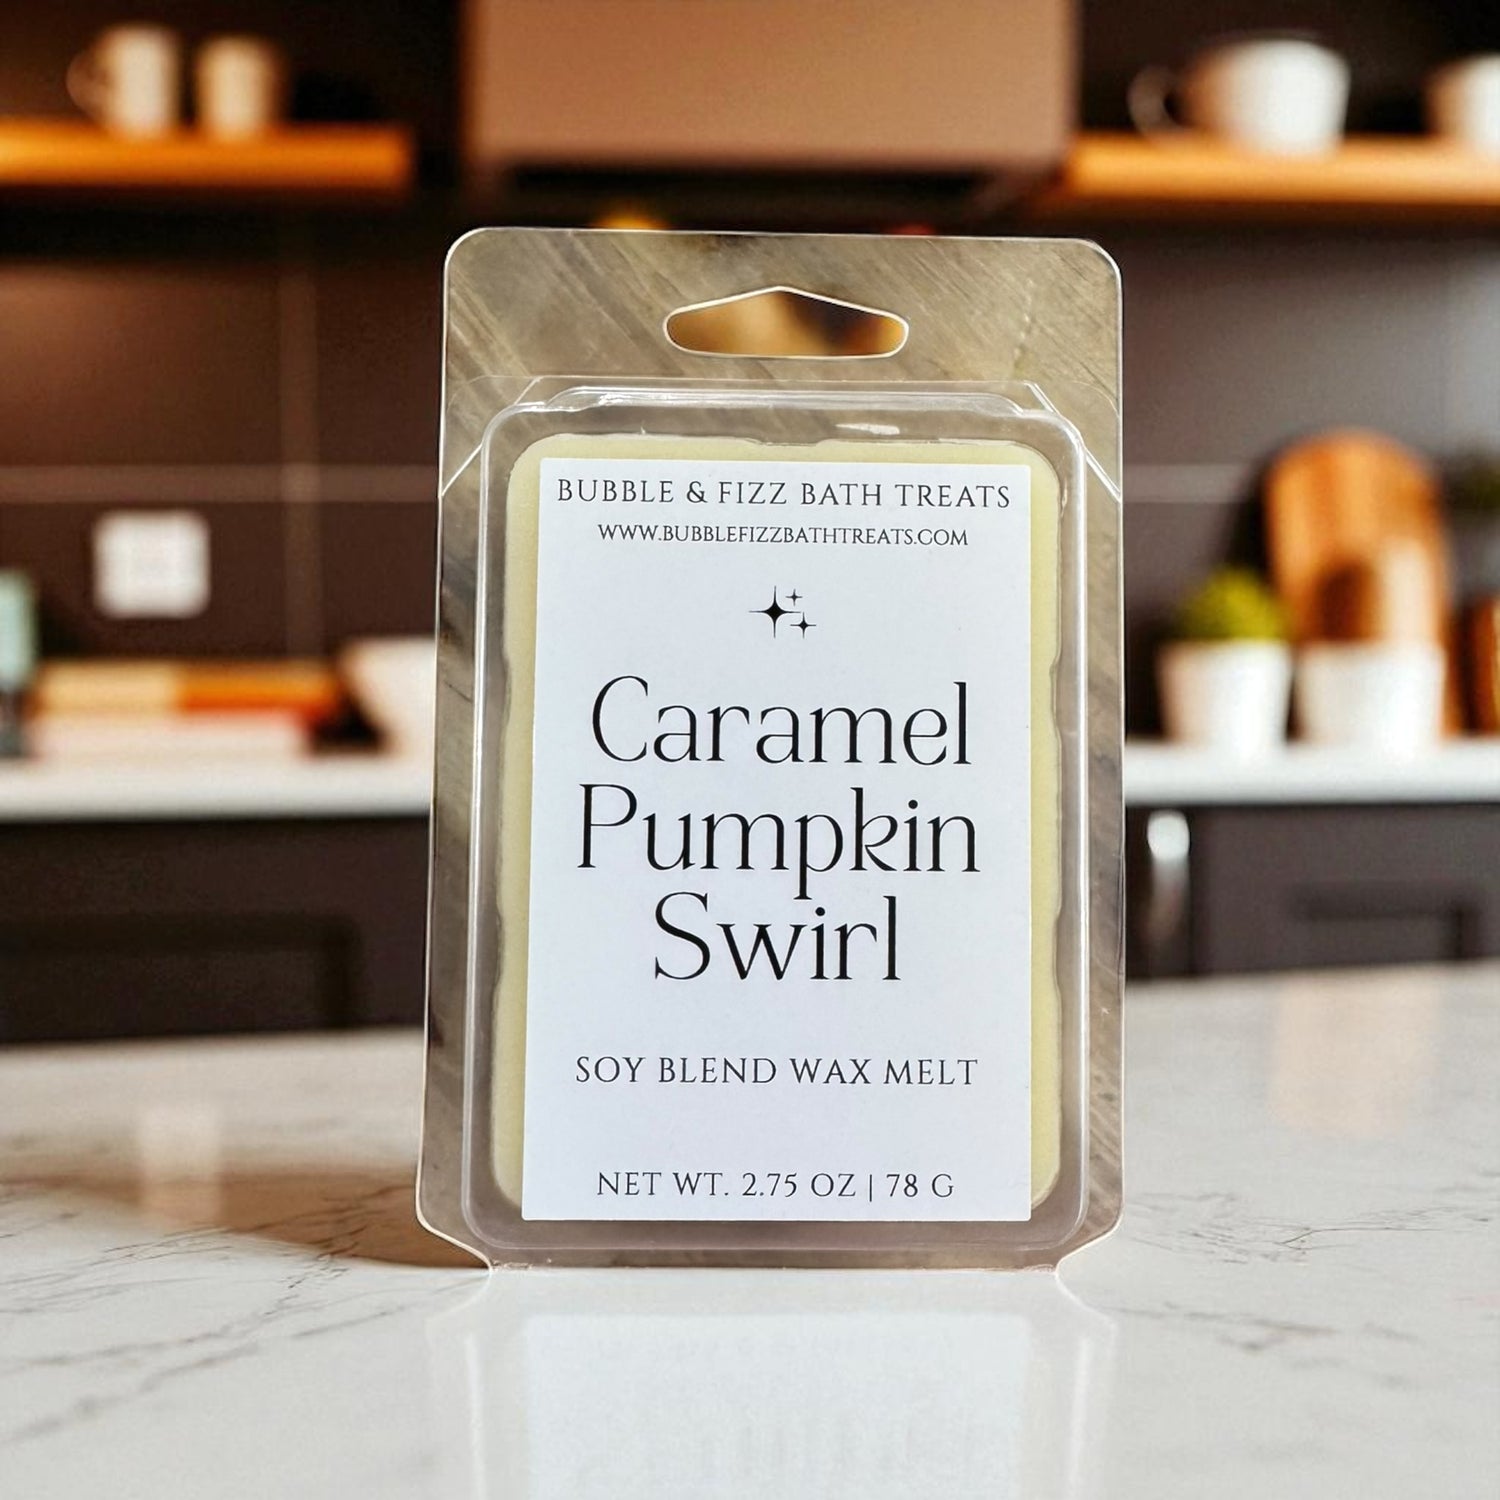 BUBBLE & FIZZ BATH TREATS
WWW.BUBBLEFIZZBATHTREATS.COM
Caramel
Pumpkin
Swirl
SOY BLEND WAX MELT
NET WT. 2.75 OZ | 78 G